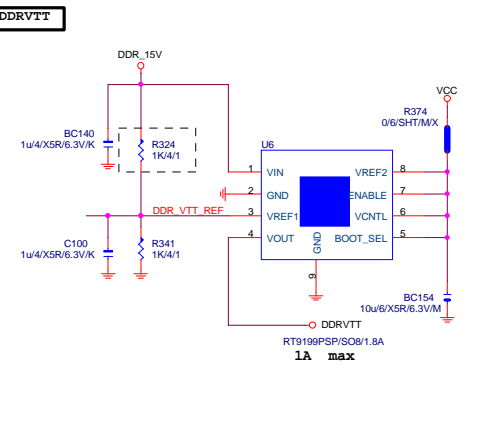 DDRVTT
DDR_15V
VCC
R374
0/6/SHT/M/X
BC140
1u/4/X5R/6.3V/K
R324
1K/4/1
U6
1 VIN VREF2 8
2 GND ENABLE 7
DDR_VTT_REF 3 VREF1 VCNTL 6
4 VOUT GND BOOT_SEL 5
C100
1u/4/X5R/6.3V/K
R341
1K/4/1
9
BC154
10u/6/X5R/6.3V/M
DDRVTT
RT9199PSP/SO8/1.8A
1A max